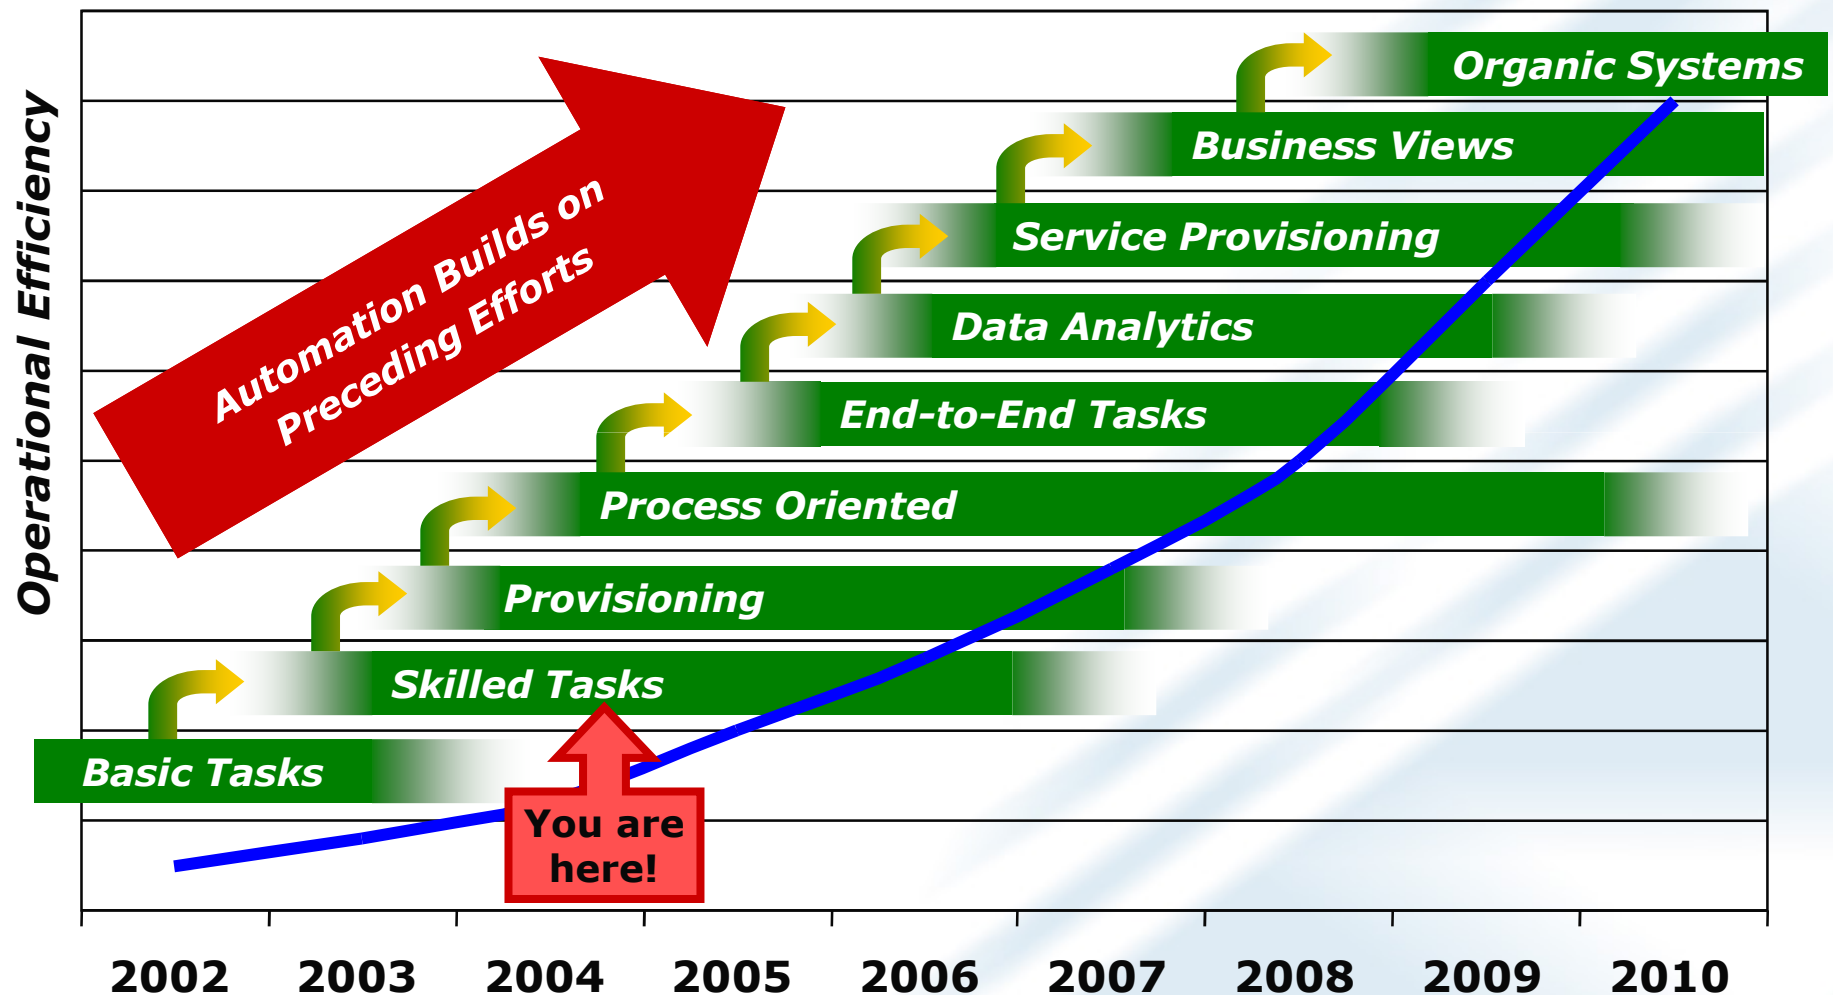 Operational Efficiency
Automation Builds on
Preceding Efforts
Organic Systems
Business Views
Service Provisioning
Data Analytics
End-to-End Tasks
Process Oriented
Provisioning
Skilled Tasks
Basic Tasks
You are
here!
2002 2003 2004 2005 2006 2007 2008 2009 2010